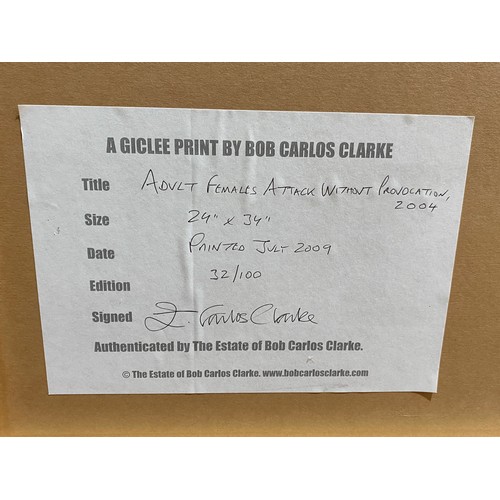 A GICLEE PRINT BY BOB CARLOS CLARKE
Title ADULT FEMALES ATTACK WITHOUT PROVOCATION,
2004
Size 24" x 34"
Date PRINTED JULY 2009
Edition 32/100
Signed Carlos Clarke
Authenticated by The Estate of Bob Carlos Clarke.
© The Estate of Bob Carlos Clarke. www.bobcarlosclarke.com